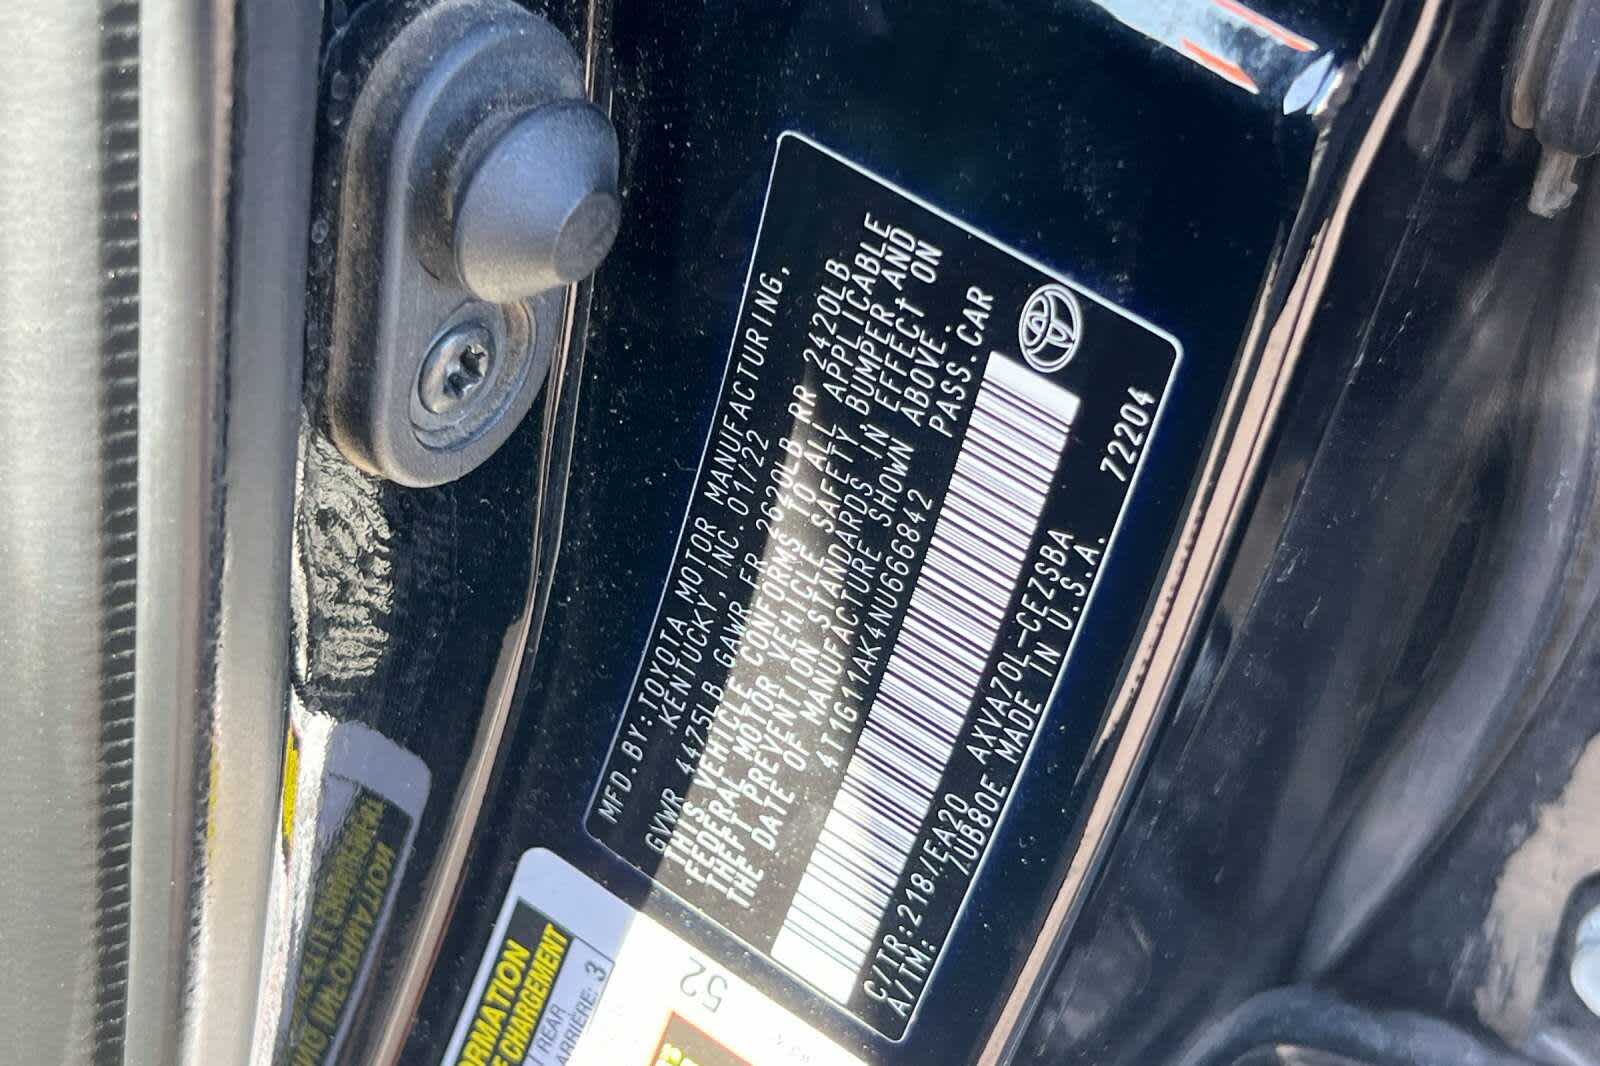 MFD.BY:TOYOTA MOTOR MANUFACTURING,
KENTUCKY, INC. 01/22
GVWR 4475LB GAWR FR 2620LB RR 2420LB
THIS VEHICLE CONFORMS TO ALL APPLICABLE
FEDERAL MOTOR VEHICLE SAFETY, BUMPER, AND
THEFT PREVENTION STANDARDS IN EFFECT ON
THE DATE OF MANUFACTURE SHOWN ABOVE.
4T1G11AK4NU666842 PASS.CAR
C/TR:218/EA20 AXVA70L-CEZSBA
A/TM: /UB80E MADE IN U.S.A.
72204
ORMATION
E CHARGEMENT
REAR
ARRIERE: 3
52